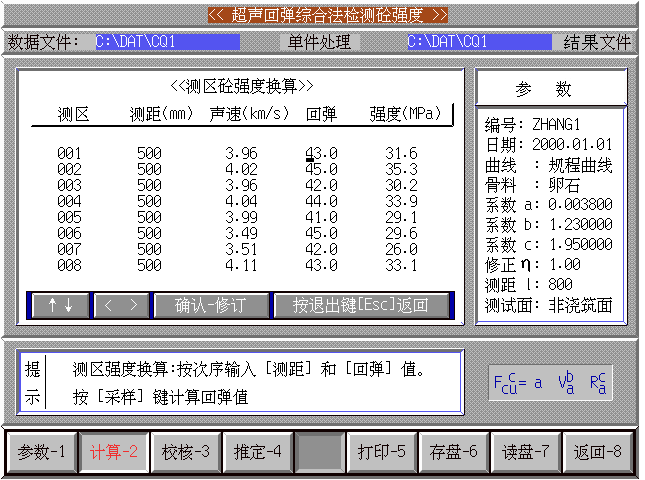 << 超声回弹综合法检测砼强度 >>
数据文件: C:\DAT\CQ1 单件处理 C:\DAT\CQ1 结果文件
<<测区砼强度换算>>
测区 测距(mm) 声速(km/s) 回弹 强度(MPa)
001 500 3.96 43.0 31.6
002 500 4.02 45.0 35.3
003 500 3.96 42.0 30.2
004 500 4.04 44.0 33.9
005 500 3.99 41.0 29.1
006 500 3.49 45.0 29.6
007 500 3.51 42.0 26.0
008 500 4.11 43.0 33.1
↑↓ < > 确认-修订 按退出键[Esc]返回
参 数
编号: ZHANG1
日期: 2000.01.01
曲线 : 规程曲线
骨料 : 卵石
系数 a: 0.003800
系数 b: 1.230000
系数 c: 1.950000
修正 η: 1.00
测距 l: 800
测试面: 非浇筑面
提示
测区强度换算:按次序输入 [测距] 和 [回弹] 值。
按 [采样] 键计算回弹值
F_cu^c = a V_a^b R_a^c
参数-1 计算-2 校核-3 推定-4 打印-5 存盘-6 读盘-7 返回-8